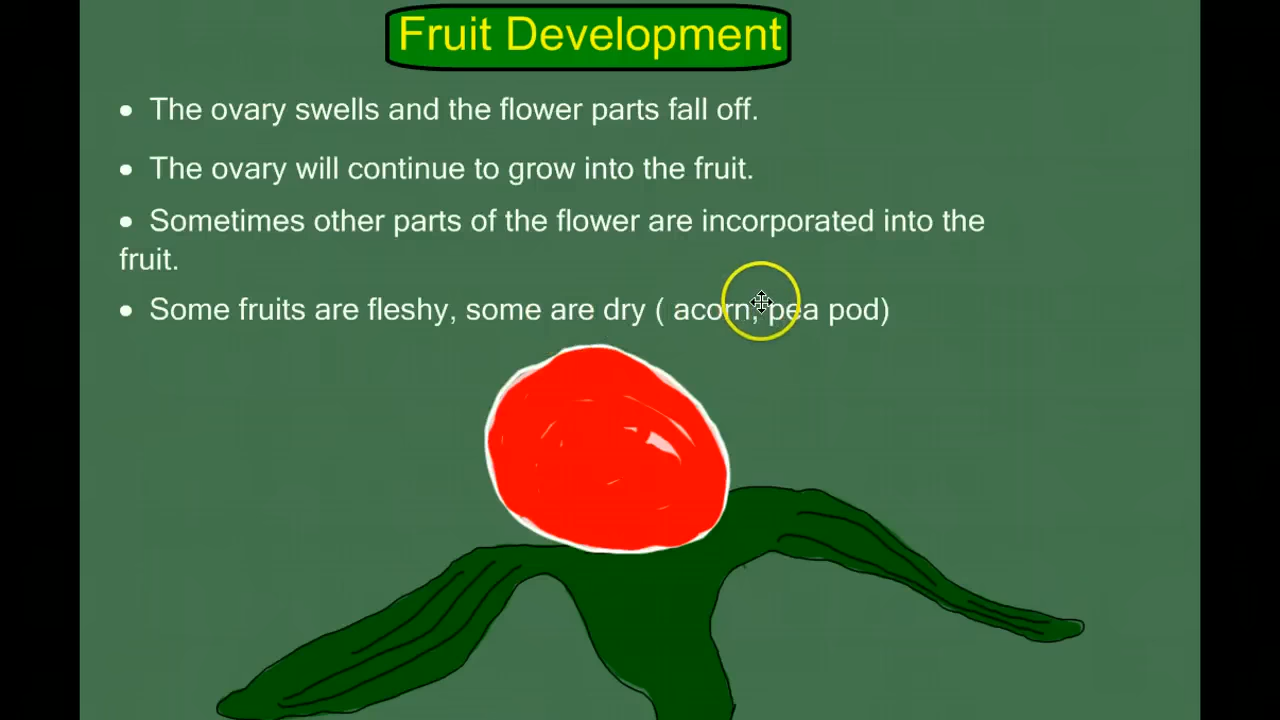 Fruit Development
• The ovary swells and the flower parts fall off.
• The ovary will continue to grow into the fruit.
• Sometimes other parts of the flower are incorporated into the
fruit.
• Some fruits are fleshy, some are dry ( acorn, pea pod)